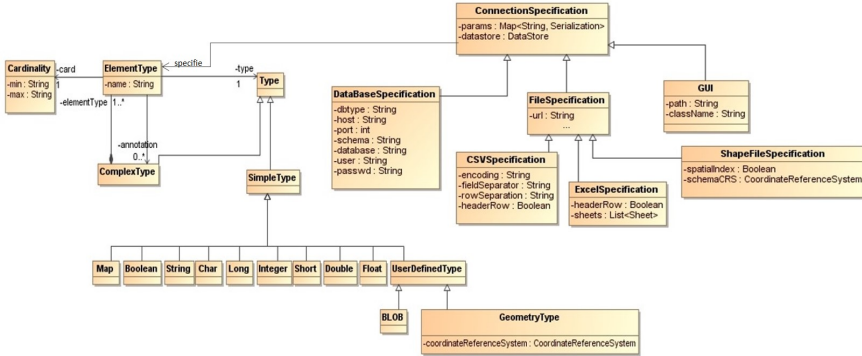 ConnectionSpecification
-params : Map<String, Serialization>
-datastore : DataStore
specifie
Cardinality
-min : String
-max : String
-card
1
ElementType
-name : String
-type
1
Type
-elementType
1..*
-annotation
0..*
ComplexType
SimpleType
DataBaseSpecification
-dbtype : String
-host : String
-port : int
-schema : String
-database : String
-user : String
-passwd : String
FileSpecification
-url : String
...
GUI
-path : String
-className : String
CSVSpecification
-encoding : String
-fieldSeparator : String
-rowSeparation : String
-headerRow : Boolean
ExcelSpecification
-headerRow : Boolean
-sheets : List<Sheet>
ShapeFileSpecification
-spatialIndex : Boolean
-schemaCRS : CoordinateReferenceSystem
Map
Boolean
String
Char
Long
Integer
Short
Double
Float
UserDefinedType
BLOB
GeometryType
-coordinateReferenceSystem : CoordinateReferenceSystem